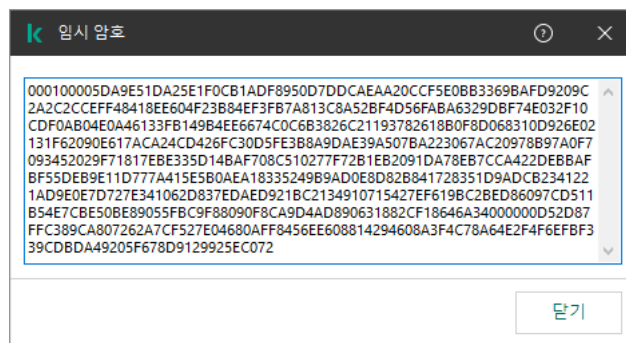 임시 암호
000100005DA9E51DA25E1F0CB1ADF8950D7DDCAEAA20CCF5E0BB3369BAFD9209C
2A2C2CCEFF48418EE604F23B84EF3FB7A813C8A52BF4D56FABA6329DBF74E032F10
CDF0AB04E0A46133FB149B4EE6674C0C6B3826C21193782618B0F8D068310D926E02
131F62090E617ACA24CD426FC30D5FE3B8A9DAE39A507BA223067AC20978B97A0F7
093452029F71817EBE335D14BAF708C510277F72B1EB2091DA78EB7CCA422DEBBAF
BF55DEB9E11D777A415E5B0AEA18335249B9AD0E8D82B841728351D9ADCB234122
1AD9E0E7D727E341062D837EDAED921BC2134910715427EF619BC2BED86097CD511
B54E7CBE50BE89055FBC9F88090F8CA9D4AD890631882CF18646A34000000D52D87
FFC389CA807262A7CF527E04680AFF8456EE608814294608A3F4C78A64E2F4F6EFBF3
39CDBDA49205F678D9129925EC072
닫기